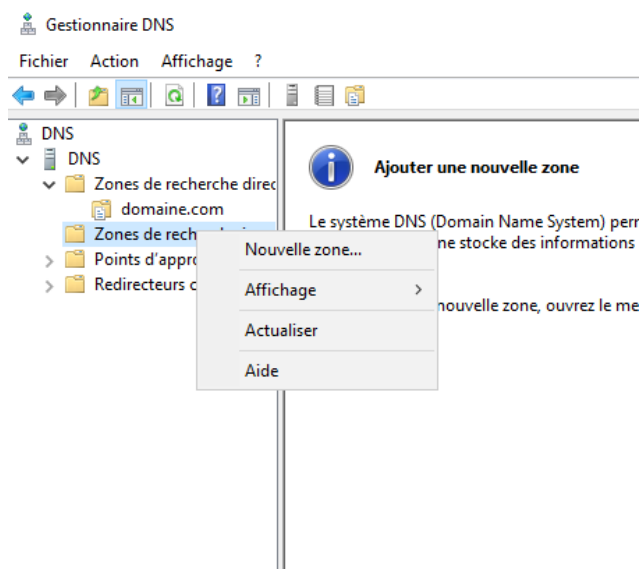 Gestionnaire DNS
Fichier Action Affichage ?
DNS
DNS
Zones de recherche direc
domaine.com
Zones de rech
Points d'appro
Redirecteurs c
Nouvelle zone...
Affichage
Actualiser
Aide
Ajouter une nouvelle zone
Le système DNS (Domain Name System) perr
ne stocke des informations
nouvelle zone, ouvrez le me